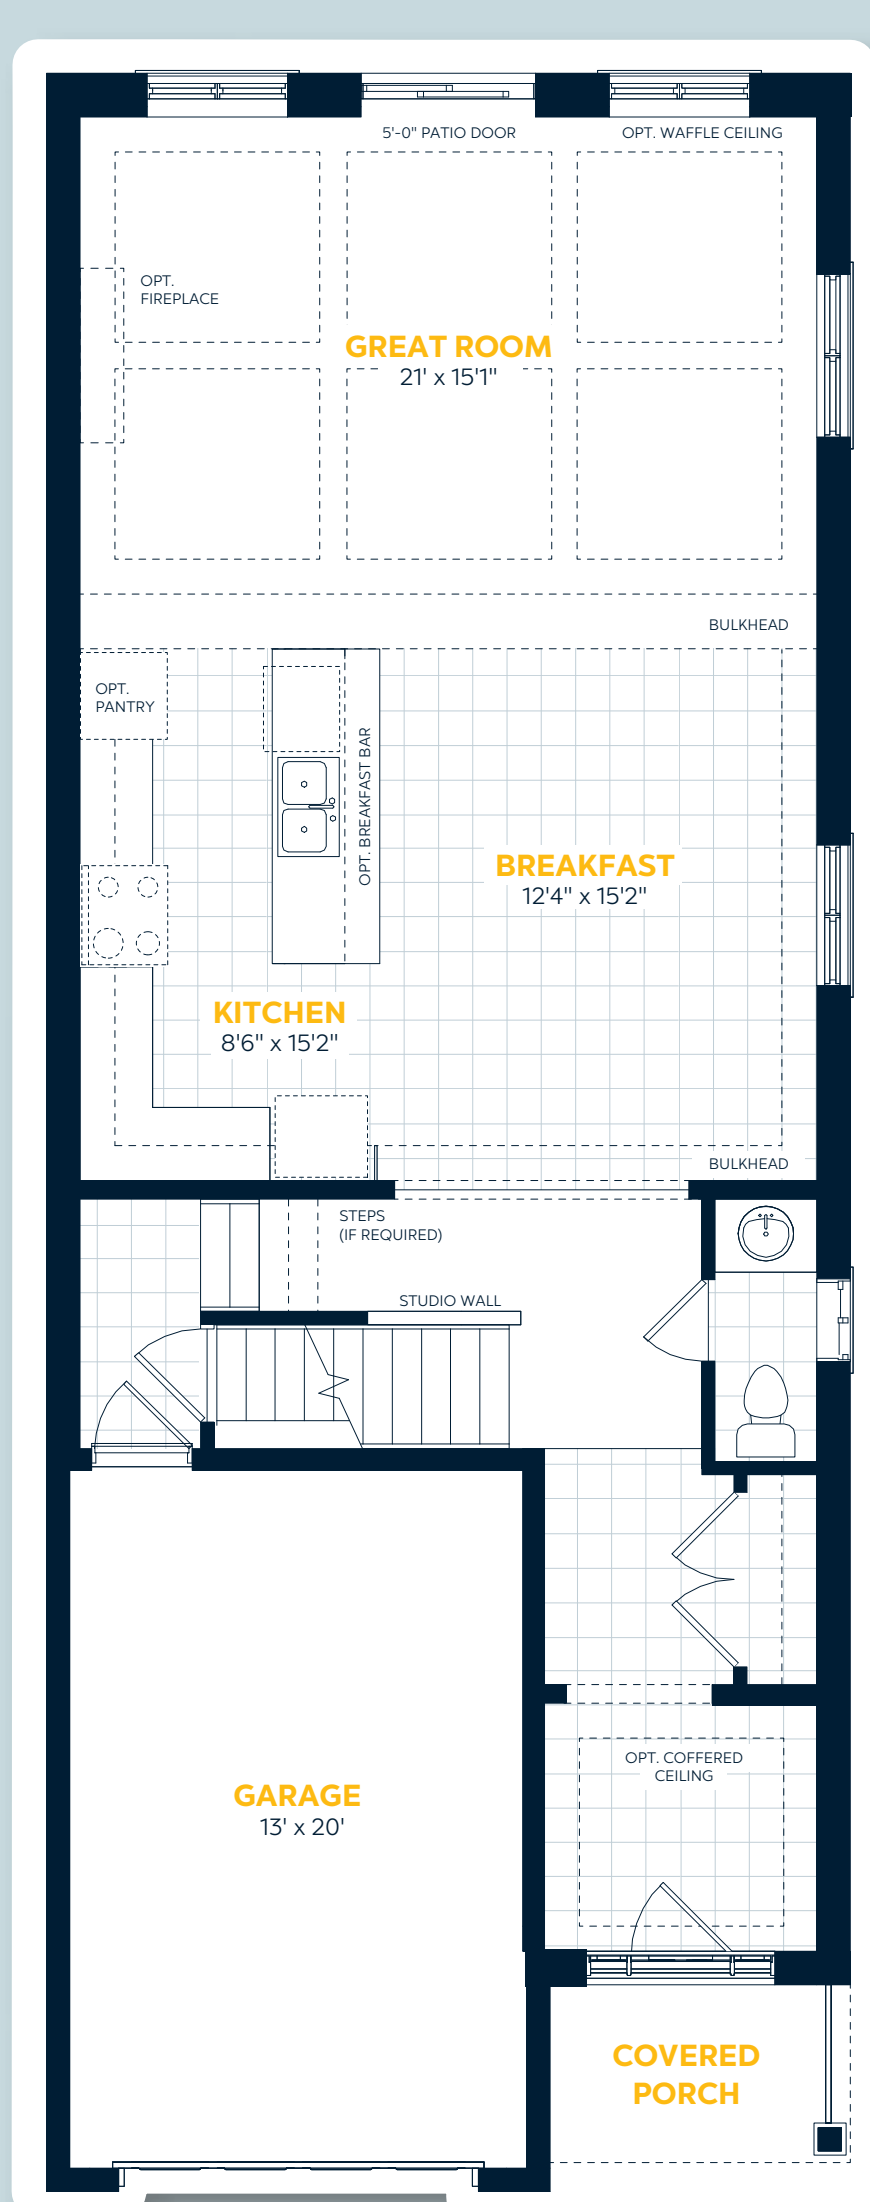 5'-0" PATIO DOOR
OPT. WAFFLE CEILING
OPT.
FIREPLACE
GREAT ROOM
21' x 15'1"
BULKHEAD
OPT.
PANTRY
OPT. BREAKFAST BAR
BREAKFAST
12'4" x 15'2"
KITCHEN
8'6" x 15'2"
BULKHEAD
STEPS
(IF REQUIRED)
STUDIO WALL
OPT. COFFERED
CEILING
GARAGE
13' x 20'
COVERED
PORCH